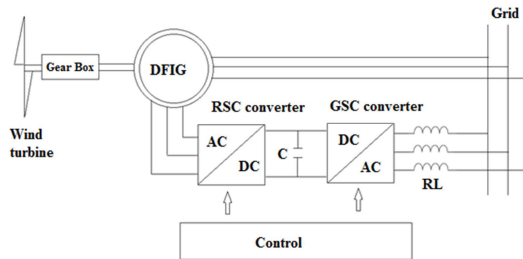 Grid
Gear Box
DFIG
RSC converter
GSC converter
Wind
turbine
AC
DC
C
DC
AC
RL
Control